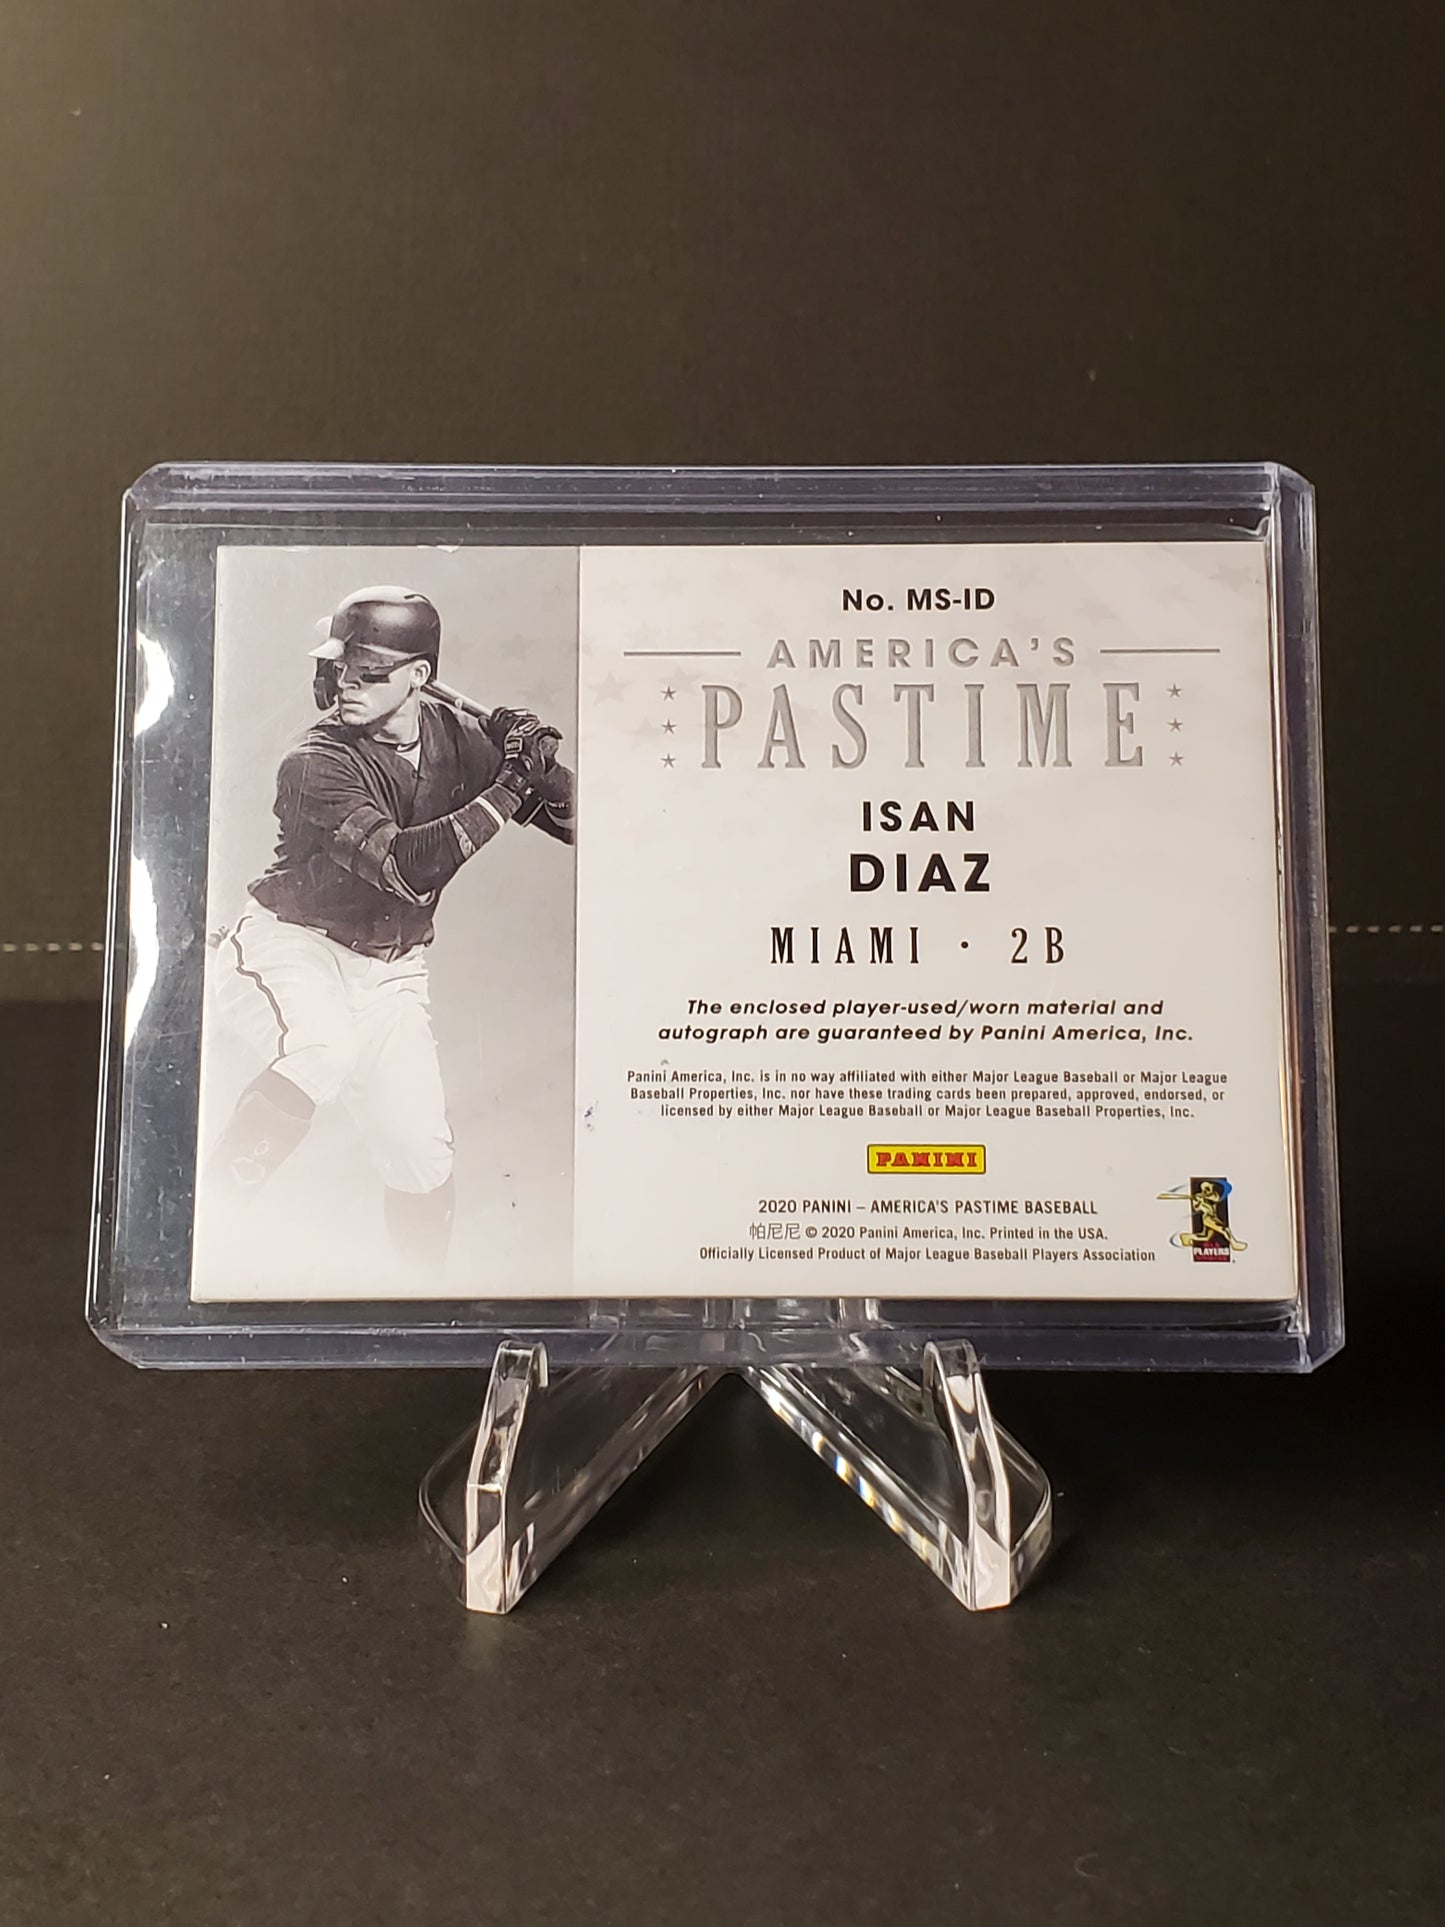 No. MS-ID
AMERICA'S
PASTIME
ISAN
DIAZ
MIAMI · 2B
The enclosed player-used/worn material and
autograph are guaranteed by Panini America, Inc.
Panini America, Inc. is in no way affiliated with either Major League Baseball or Major League
Baseball Properties, Inc. nor have these trading cards been prepared, approved, endorsed, or
licensed by either Major League Baseball or Major League Baseball Properties, Inc.
PANINI
2020 PANINI – AMERICA'S PASTIME BASEBALL
帕尼尼 © 2020 Panini America, Inc. Printed in the USA.
Officially Licensed Product of Major League Baseball Players Association
PLAYERS